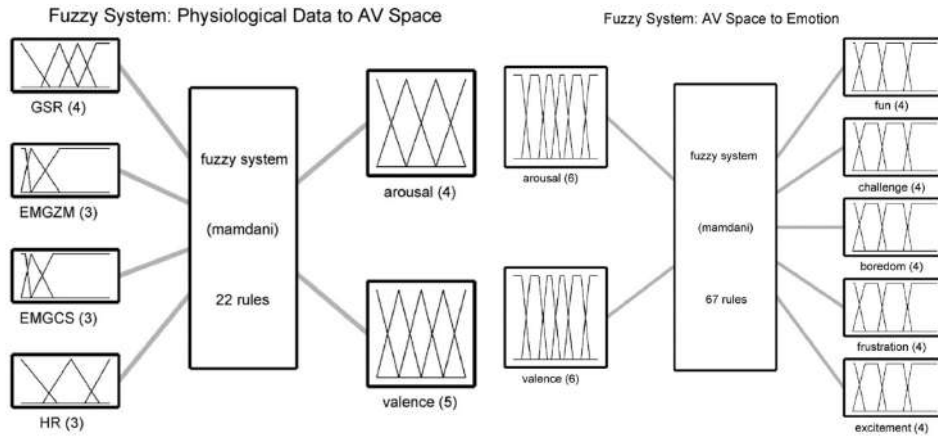 Fuzzy System: Physiological Data to AV Space
GSR (4)
EMGZM (3)
EMGCS (3)
HR (3)
fuzzy system
(mamdani)
22 rules
arousal (4)
valence (5)
Fuzzy System: AV Space to Emotion
arousal (6)
valence (6)
fuzzy system
(mamdani)
67 rules
fun (4)
challenge (4)
boredom (4)
frustration (4)
excitement (4)